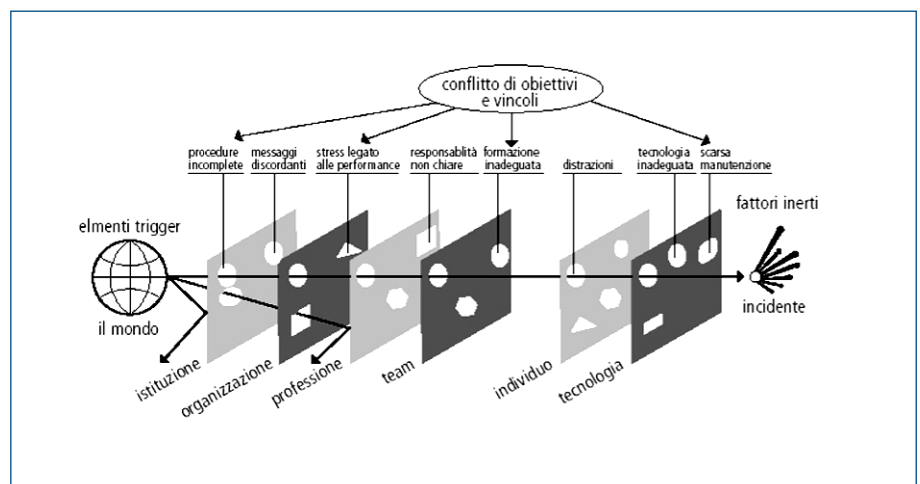 conflitto di obiettivi
e vincoli
procedure
incomplete
messaggi
discordanti
stress legato
alle performance
responsablità
non chiare
formazione
inadeguata
distrazioni
tecnologia
inadeguata
scarsa
manutenzione
elmenti trigger
il mondo
fattori inerti
incidente
istituzione
organizzazione
professione
team
individuo
tecnologia